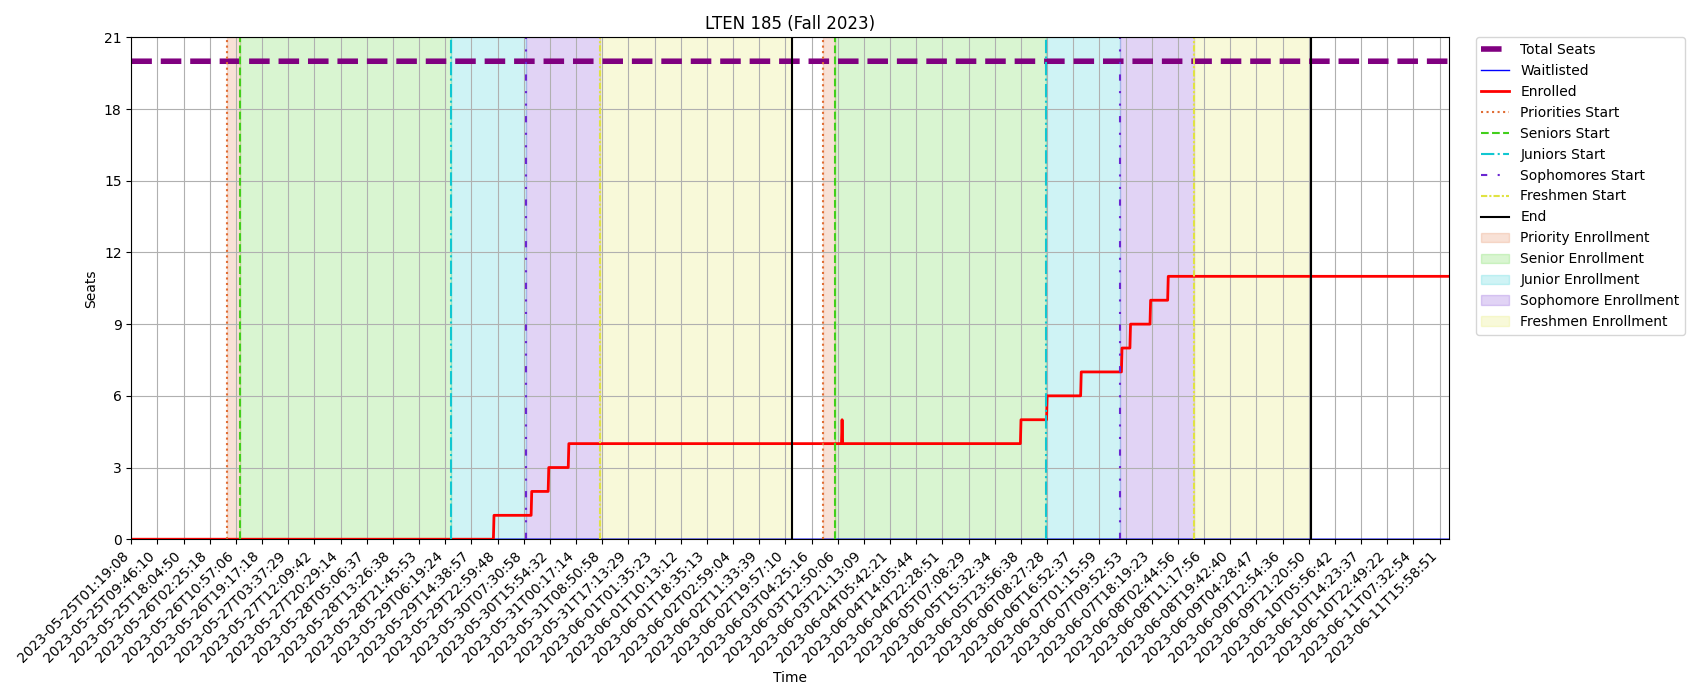 LTEN 185 (Fall 2023)
21
18
15
12
9
6
3
0
Seats
2023-05-25T01:19:08
2023-05-25T09:46:10
2023-05-25T18:04:50
2023-05-26T02:25:18
2023-05-26T10:57:06
2023-05-26T19:17:18
2023-05-27T03:37:29
2023-05-27T12:09:42
2023-05-27T20:29:14
2023-05-28T05:06:37
2023-05-28T13:26:38
2023-05-28T21:45:53
2023-05-29T06:19:24
2023-05-29T14:38:57
2023-05-29T22:59:48
2023-05-30T07:30:58
2023-05-30T15:54:32
2023-05-31T00:17:14
2023-05-31T08:50:58
2023-05-31T17:13:29
2023-06-01T01:35:23
2023-06-01T10:13:12
2023-06-01T18:35:13
2023-06-02T02:59:04
2023-06-02T11:33:39
2023-06-02T19:57:10
2023-06-03T04:25:16
2023-06-03T12:50:06
2023-06-03T21:13:09
2023-06-04T05:42:21
2023-06-04T14:05:44
2023-06-04T22:28:51
2023-06-05T07:08:29
2023-06-05T15:32:34
2023-06-05T23:56:38
2023-06-06T08:27:28
2023-06-06T16:52:37
2023-06-07T01:15:59
2023-06-07T09:52:53
2023-06-07T18:19:23
2023-06-08T02:44:56
2023-06-08T11:17:56
2023-06-08T19:42:40
2023-06-09T04:28:47
2023-06-09T12:54:36
2023-06-09T21:20:50
2023-06-10T05:56:42
2023-06-10T14:23:37
2023-06-10T22:49:22
2023-06-11T07:32:54
2023-06-11T15:58:51
Time
Total Seats
Waitlisted
Enrolled
Priorities Start
Seniors Start
Juniors Start
Sophomores Start
Freshmen Start
End
Priority Enrollment
Senior Enrollment
Junior Enrollment
Sophomore Enrollment
Freshmen Enrollment